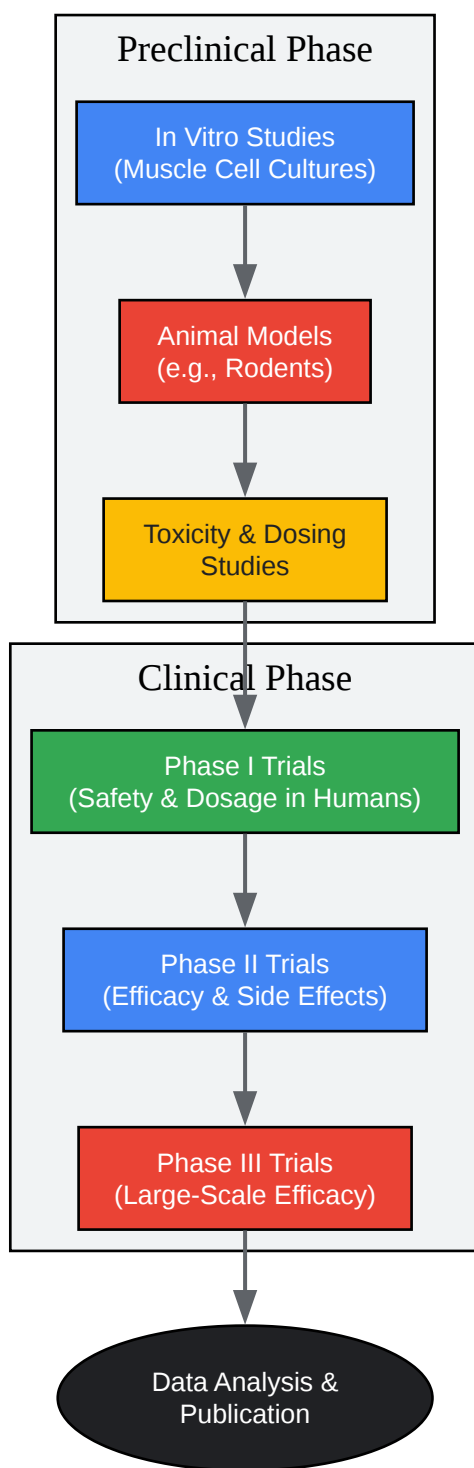 Preclinical Phase
In Vitro Studies
(Muscle Cell Cultures)
Animal Models
(e.g., Rodents)
Toxicity & Dosing
Studies
Clinical Phase
Phase I Trials
(Safety & Dosage in Humans)
Phase II Trials
(Efficacy & Side Effects)
Phase III Trials
(Large-Scale Efficacy)
Data Analysis &
Publication